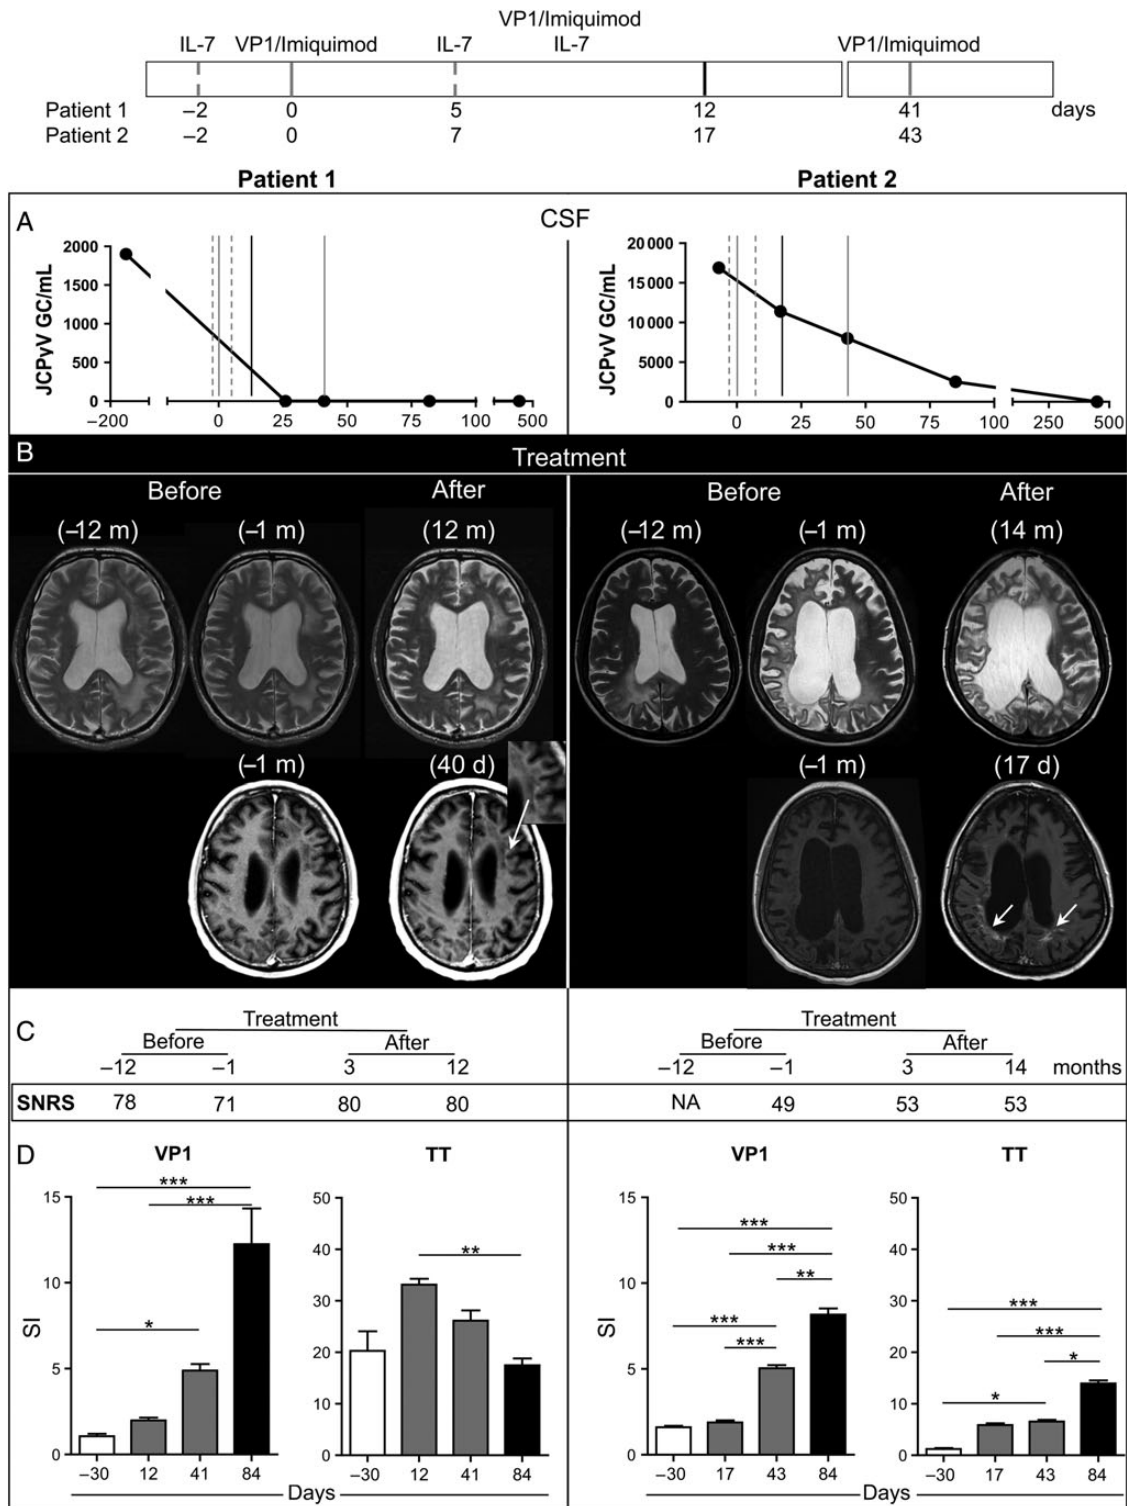 VP1/Imiquimod
IL-7 VP1/Imiquimod IL-7 IL-7 VP1/Imiquimod
Patient 1 –2 0 5 12 41 days
Patient 2 –2 0 7 17 43
Patient 1 Patient 2
A CSF
JCPyV GC/mL
2000
1500
1000
500
0
–200 0 25 50 75 100 500
JCPyV GC/mL
20 000
15 000
10 000
5000
0
0 25 50 75 100 250 500
B Treatment
Before After Before After
(–12 m) (–1 m) (12 m) (–12 m) (–1 m) (14 m)
(–1 m) (40 d) (–1 m) (17 d)
C Treatment Treatment
Before After Before After
–12 –1 3 12 –12 –1 3 14 months
SNRS 78 71 80 80 NA 49 53 53
D VP1 TT VP1 TT
SI
15
10
5
0
***
***
*
–30 12 41 84
50
40
30
20
10
0
**
–30 12 41 84
Days
SI
15
10
5
0
***
***
**
***
***
–30 17 43 84
50
40
30
20
10
0
***
***
*
*
–30 17 43 84
Days